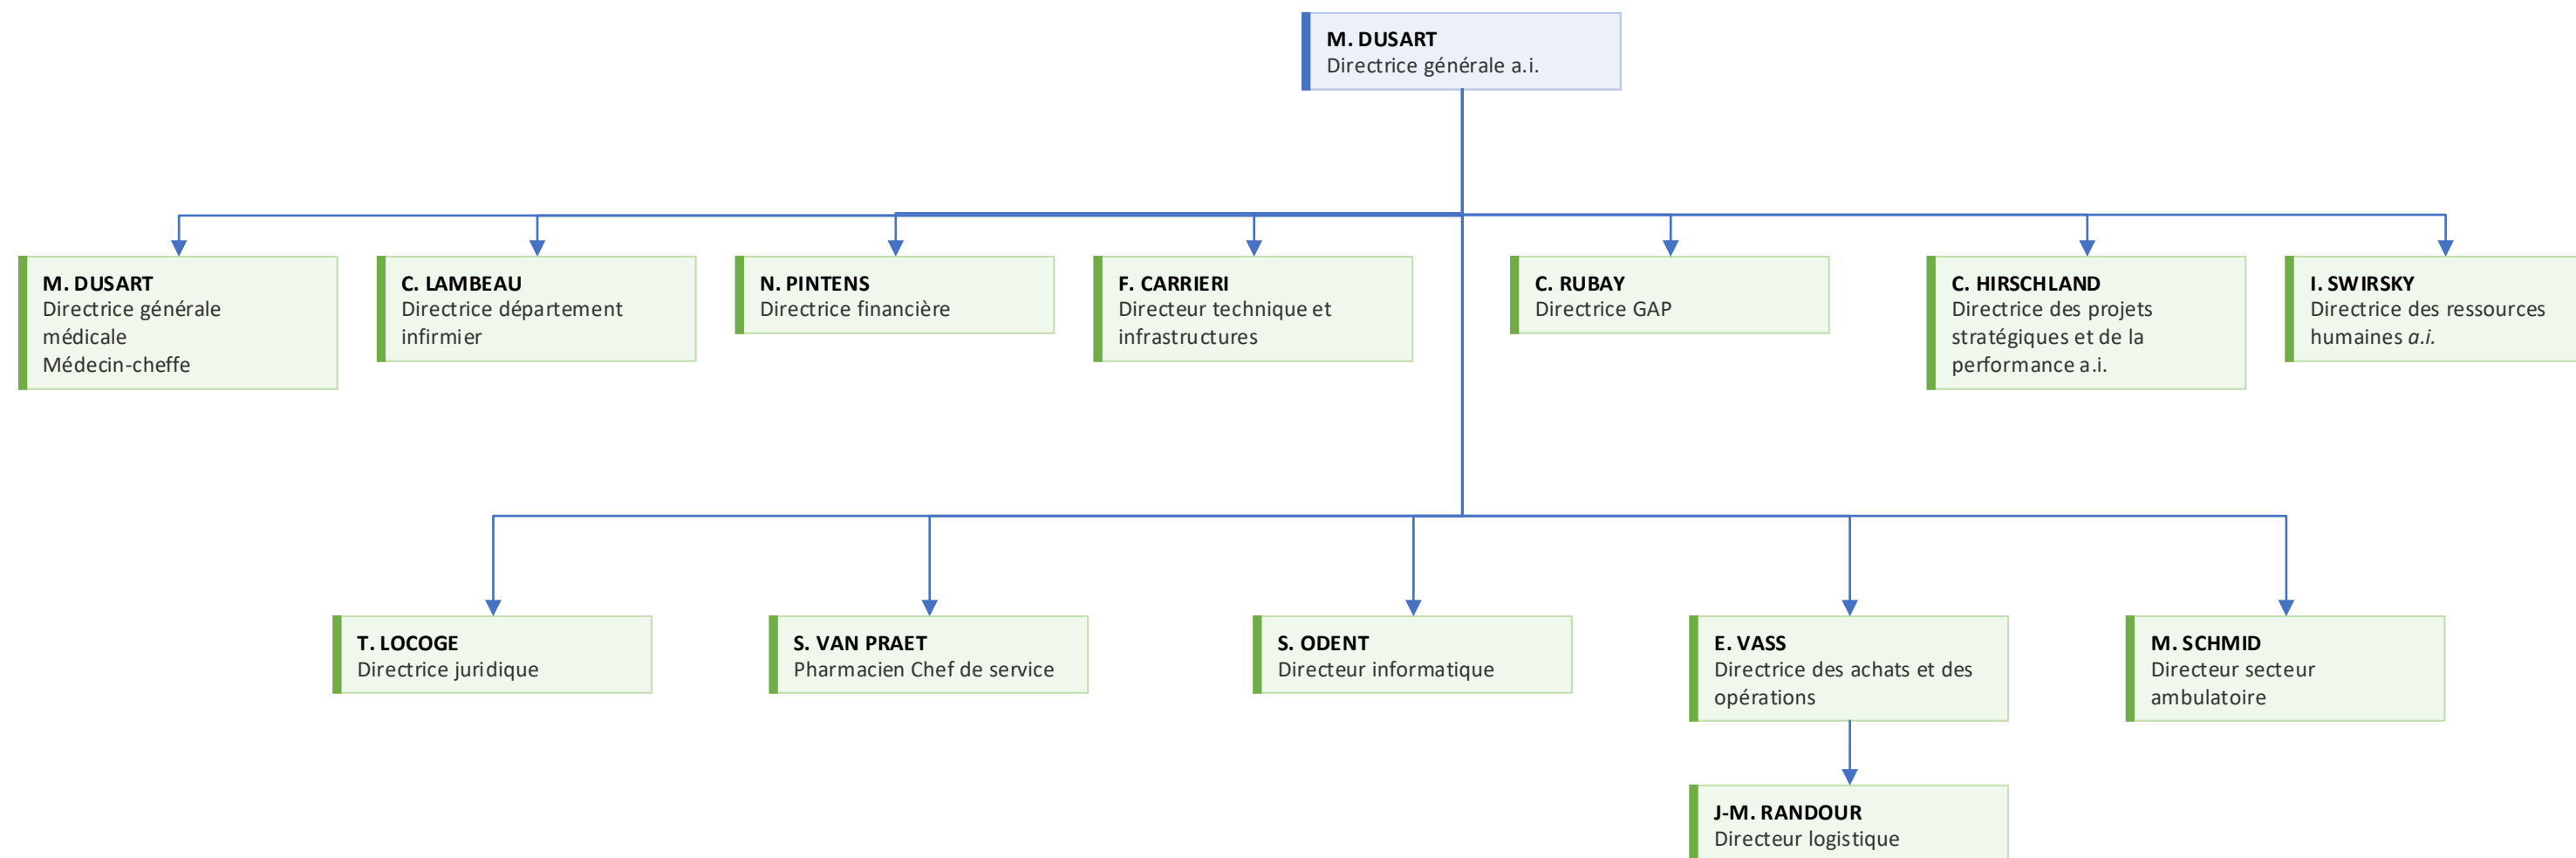 M. DUSART
Directrice générale a.i.
M. DUSART
Directrice générale
médicale
Médecin-cheffe
C. LAMBEAU
Directrice département
infirmier
N. PINTENS
Directrice financière
F. CARRIERI
Directeur technique et
infrastructures
C. RUBAY
Directrice GAP
C. HIRSCHLAND
Directrice des projets
stratégiques et de la
performance a.i.
I. SWIRSKY
Directrice des ressources
humaines a.i.
T. LOCOGE
Directrice juridique
S. VAN PRAET
Pharmacien Chef de service
S. ODENT
Directeur informatique
E. VASS
Directrice des achats et des
opérations
M. SCHMID
Directeur secteur
ambulatoire
J-M. RANDOUR
Directeur logistique